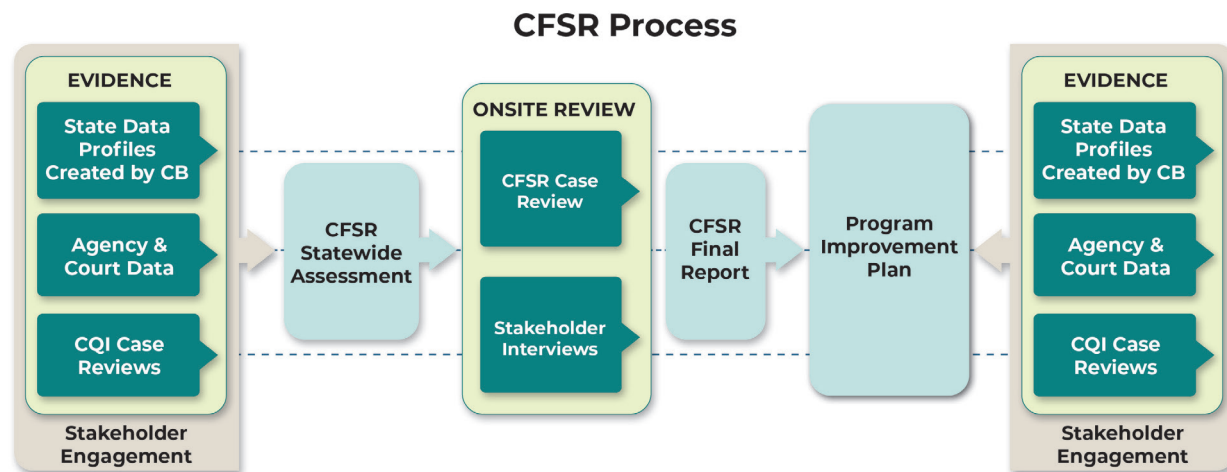 CFSR Process
EVIDENCE
State Data
Profiles
Created by CB
Agency &
Court Data
CQI Case
Reviews
Stakeholder
Engagement
CFSR
Statewide
Assessment
ONSITE REVIEW
CFSR Case
Review
Stakeholder
Interviews
CFSR
Final
Report
Program
Improvement
Plan
EVIDENCE
State Data
Profiles
Created by CB
Agency &
Court Data
CQI Case
Reviews
Stakeholder
Engagement